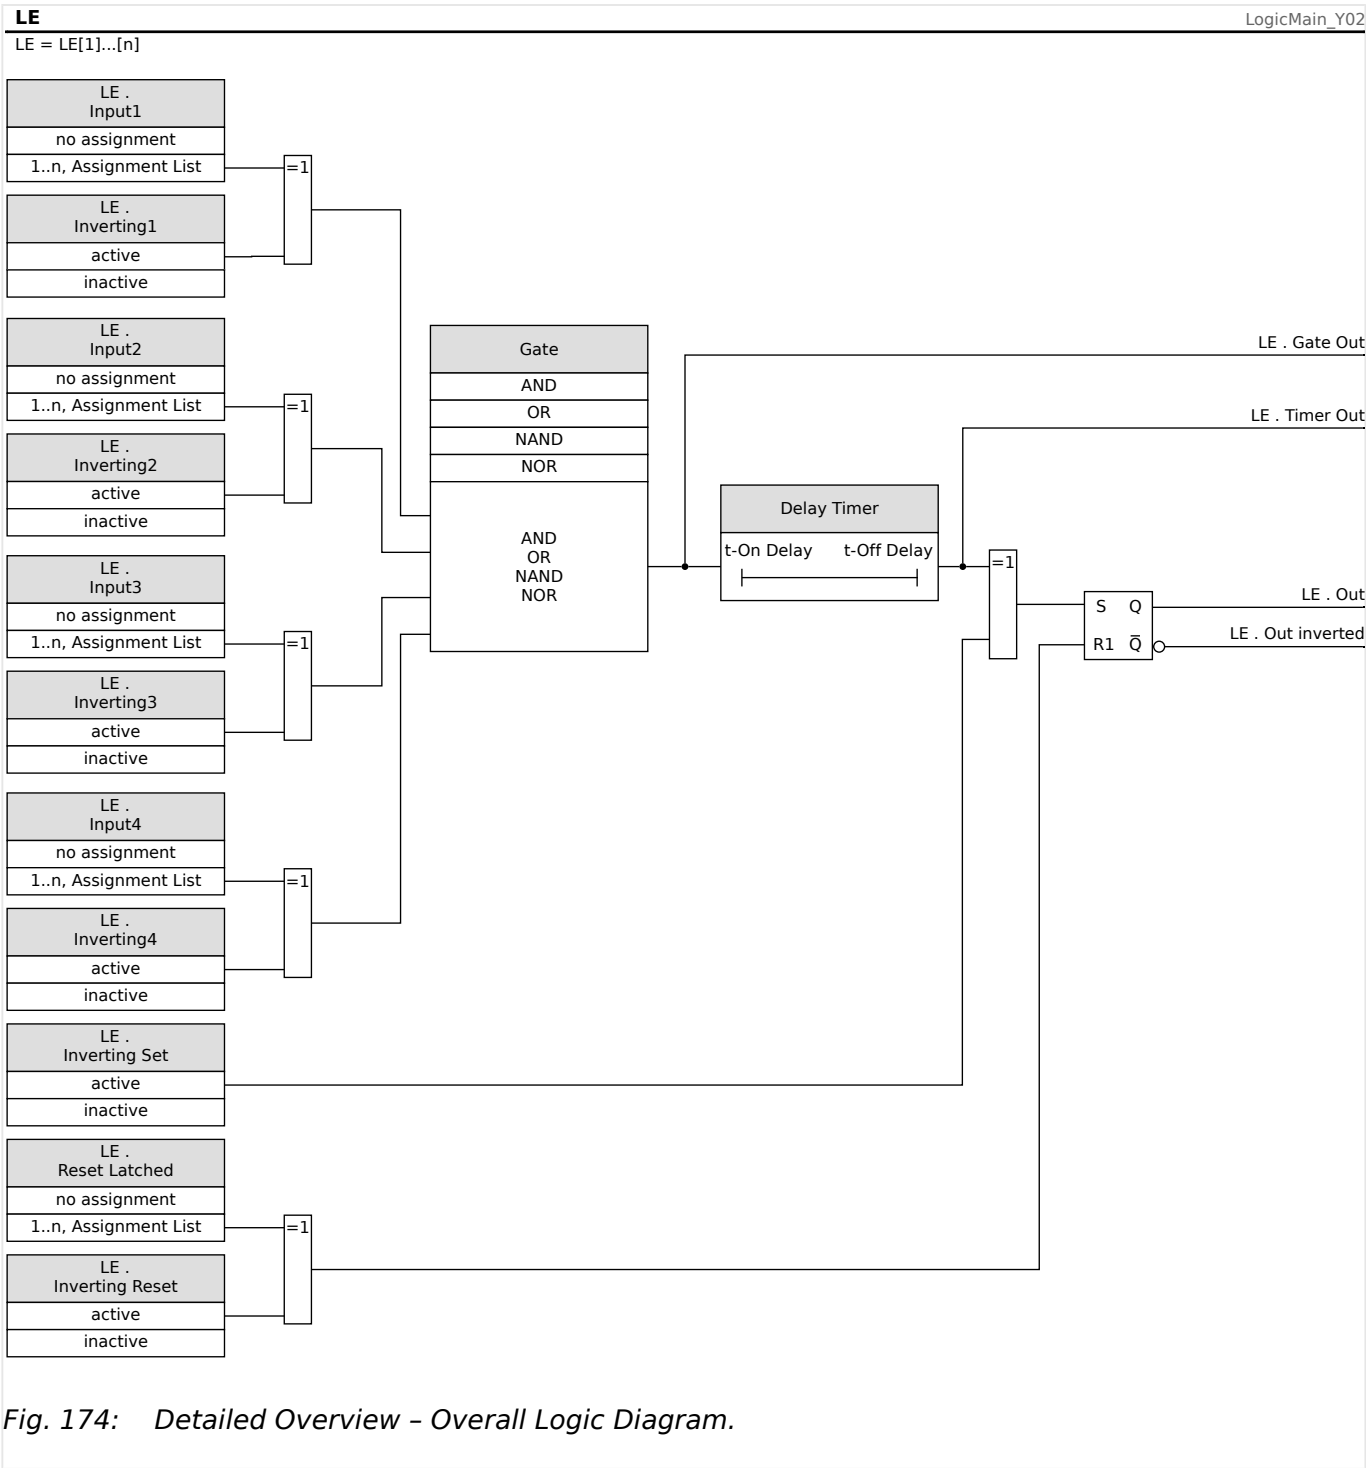 LE
LogicMain_Y02
LE = LE[1]...[n]
LE .
Input1
no assignment
1..n, Assignment List
=1
LE .
Inverting1
active
inactive
LE .
Input2
no assignment
1..n, Assignment List
=1
LE .
Inverting2
active
inactive
LE .
Input3
no assignment
1..n, Assignment List
=1
LE .
Inverting3
active
inactive
LE .
Input4
no assignment
1..n, Assignment List
=1
LE .
Inverting4
active
inactive
LE .
Inverting Set
active
inactive
LE .
Reset Latched
no assignment
1..n, Assignment List
=1
LE .
Inverting Reset
active
inactive
Gate
AND
OR
NAND
NOR
AND
OR
NAND
NOR
Delay Timer
t-On Delay t-Off Delay
=1
S Q
R1 Q̅
LE . Gate Out
LE . Timer Out
LE . Out
LE . Out inverted
Fig. 174: Detailed Overview – Overall Logic Diagram.